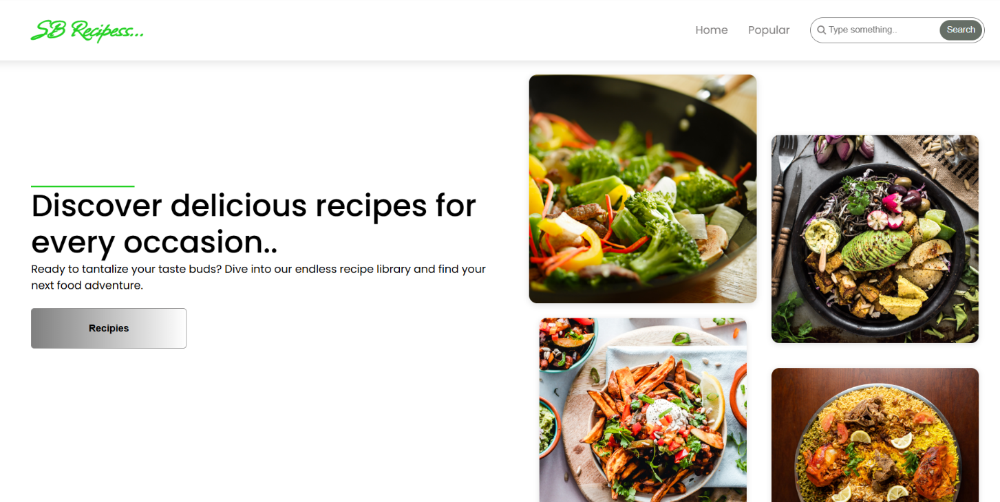 SB Recipess...
Home
Popular
Type something..
Search
Discover delicious recipes for
every occasion..
Ready to tantalize your taste buds? Dive into our endless recipe library and find your
next food adventure.
Recipies